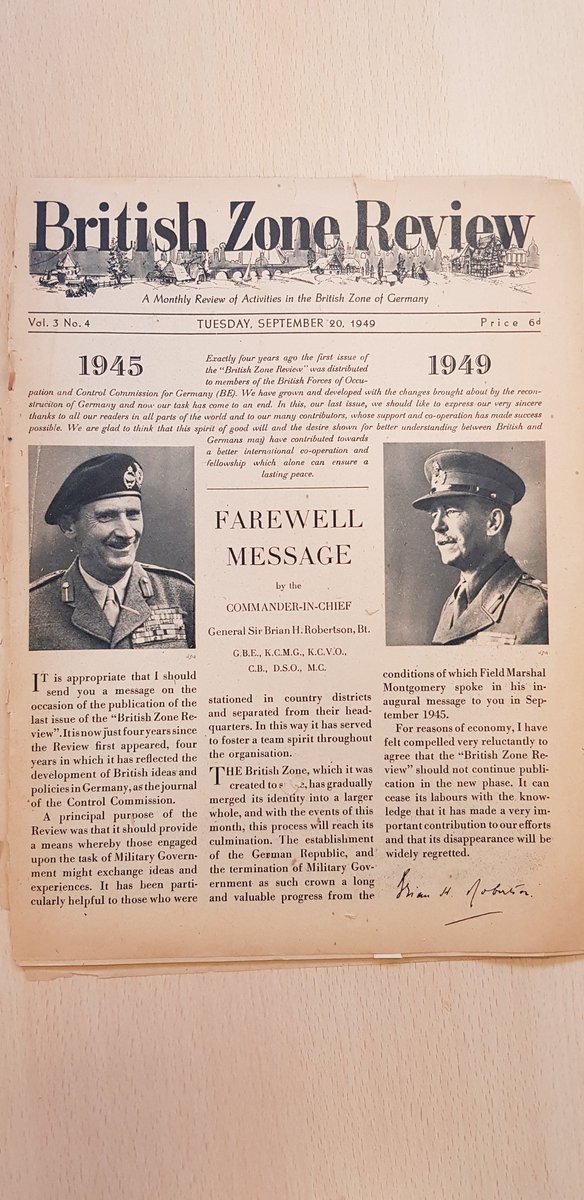 British Zone Review
A Monthly Review of Activities in the British Zone of Germany
Vol. 3 No. 4
TUESDAY, SEPTEMBER 20, 1949
Price 6d
1945
1949
Exactly four years ago the first issue of
the "British Zone Review" was distributed
to members of the British Forces of Occu-
pation and Control Commission for Germany (BE). We have grown and developed with the changes brought about by the recon-
struciton of Germany and now our task has come to an end. In this, our last issue, we should like to express our very sincere
thanks to all our readers in all parts of the world and to our many contributors, whose support and co-operation has made success
possible. We are glad to think that this spirit of good will and the desire shown for better understanding between British and
Germans may have contributed towards
a better international co-operation and
fellowship which alone can ensure a
lasting peace.
FAREWELL
MESSAGE
by the
COMMANDER-IN-CHIEF
General Sir Brian H. Robertson, Bt.
G.B.E., K.C.M.G., K.C.V.O.,
C.B., D.S.O., M.C.
IT is appropriate that I should
send you a message on the
occasion of the publication of the
last issue of the "British Zone Re-
view". It is now just four years since
the Review first appeared, four
years in which it has reflected the
development of British ideas and
policies in Germany, as the journal
of the Control Commission.
A principal purpose of the
Review was that it should provide
a means whereby those engaged
upon the task of Military Govern-
ment might exchange ideas and
experiences. It has been parti-
cularly helpful to those who were
stationed in country districts
and separated from their head-
quarters. In this way it has served
to foster a team spirit throughout
the organisation.
THE British Zone, which it was
created to has gradually
merged its identity into a larger
whole, and with the events of this
month, this process will reach its
culmination. The establishment
of the German Republic, and
the termination of Military Gov-
ernment as such crown a long
and valuable progress from the
conditions of which Field Marshal
Montgomery spoke in his in-
augural message to you in Sep-
tember 1945.
For reasons of economy, I have
felt compelled very reluctantly to
agree that the "British Zone Re-
view" should not continue publi-
cation in the new phase. It can
cease its labours with the know-
ledge that it has made a very im-
portant contribution to our efforts
and that its disappearance will be
widely regretted.
Brian H. Robertson.